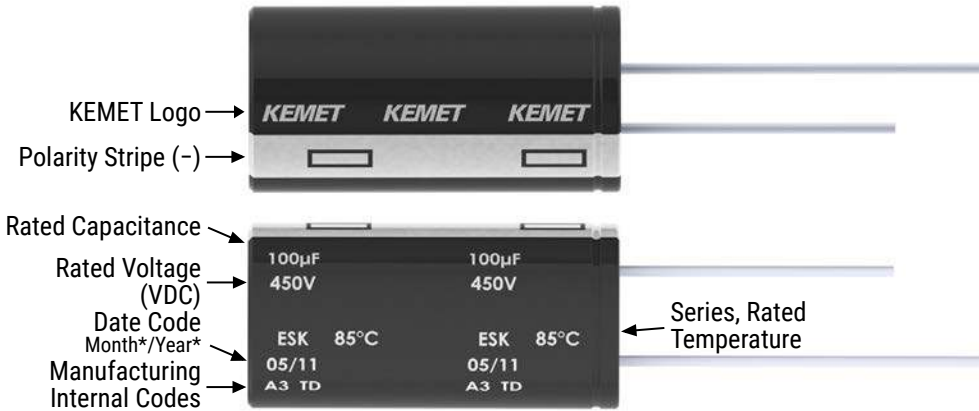 KEMET Logo
KEMET KEMET KEMET
Polarity Stripe (−)
Rated Capacitance
100µF 100µF
Rated Voltage
(VDC)
450V 450V
Date Code
Month*/Year*
ESK 85°C ESK 85°C
05/11 05/11
Manufacturing
Internal Codes
A3 TD A3 TD
Series, Rated
Temperature